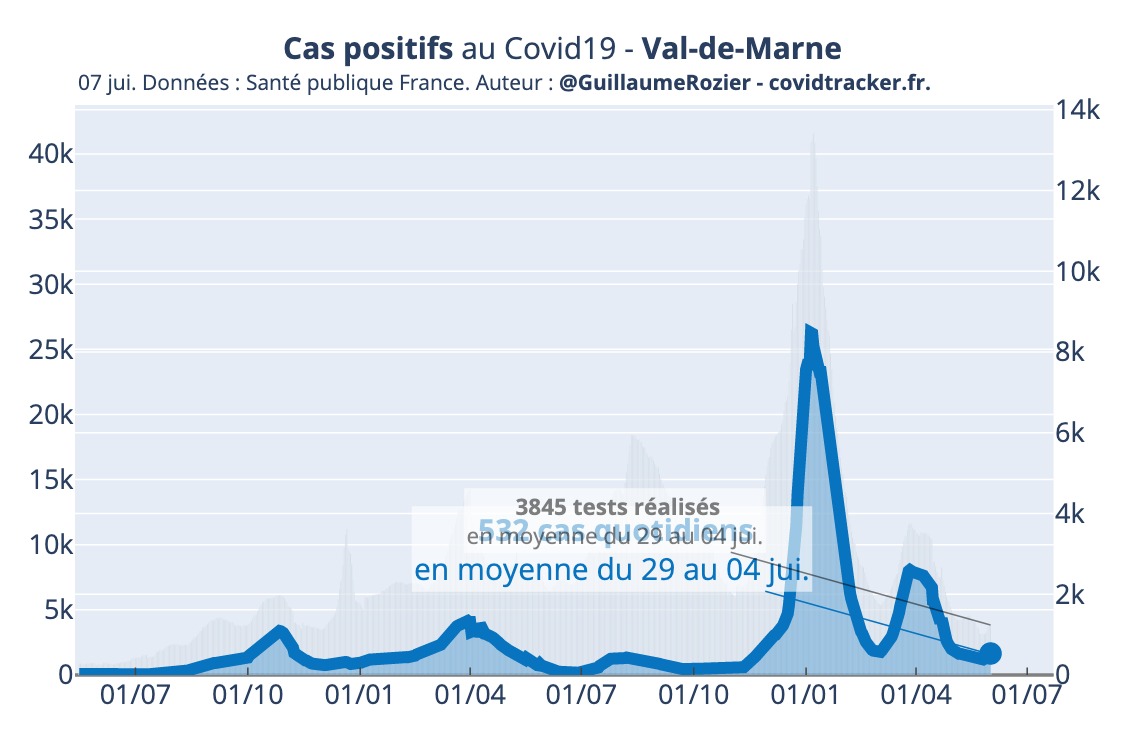 Cas positifs au Covid19 - Val-de-Marne
07 jui. Données : Santé publique France. Auteur : @GuillaumeRozier - covidtracker.fr.
14k
40k
12k
35k
10k
30k
25k
8k
20k
6k
15k
3845 tests réalisés
4k
532 cas quotidiens
en moyenne du 29 au 04 jui.
10k
en moyenne du 29 au 04 jui.
2k
5k
0
0
01/07 01/10 01/01 01/04 01/07 01/10 01/01 01/04 01/07